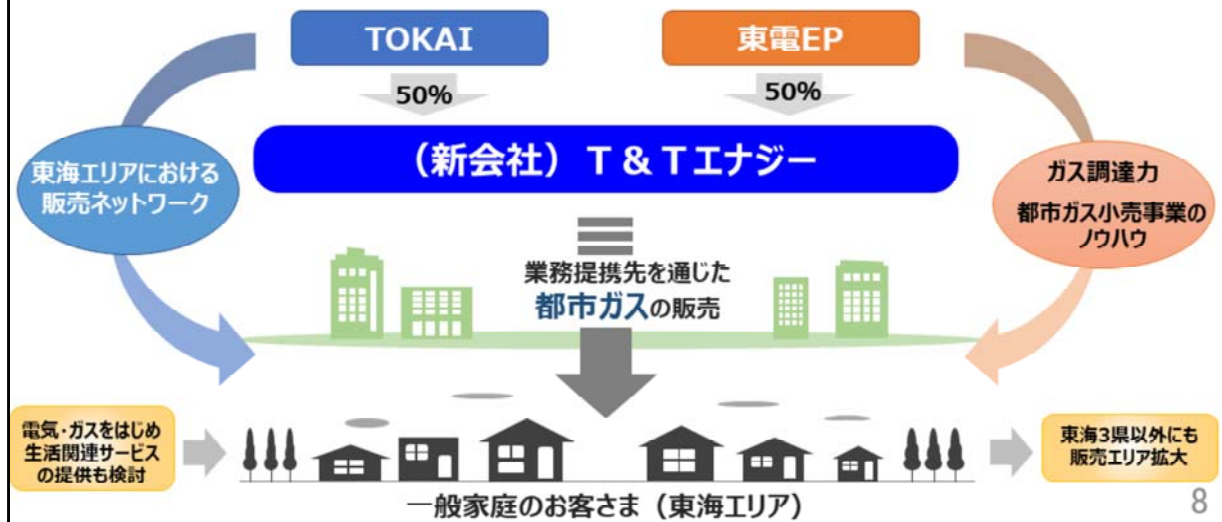 TOKAI
東電EP
50%
50%
(新会社) T & Tエナジー
東海エリアにおける
販売ネットワーク
ガス調達力
都市ガス小売事業の
ノウハウ
業務提携先を通じた
都市ガスの販売
電気・ガスをはじめ
生活関連サービス
の提供も検討
東海3県以外にも
販売エリア拡大
一般家庭のお客さま (東海エリア)
8